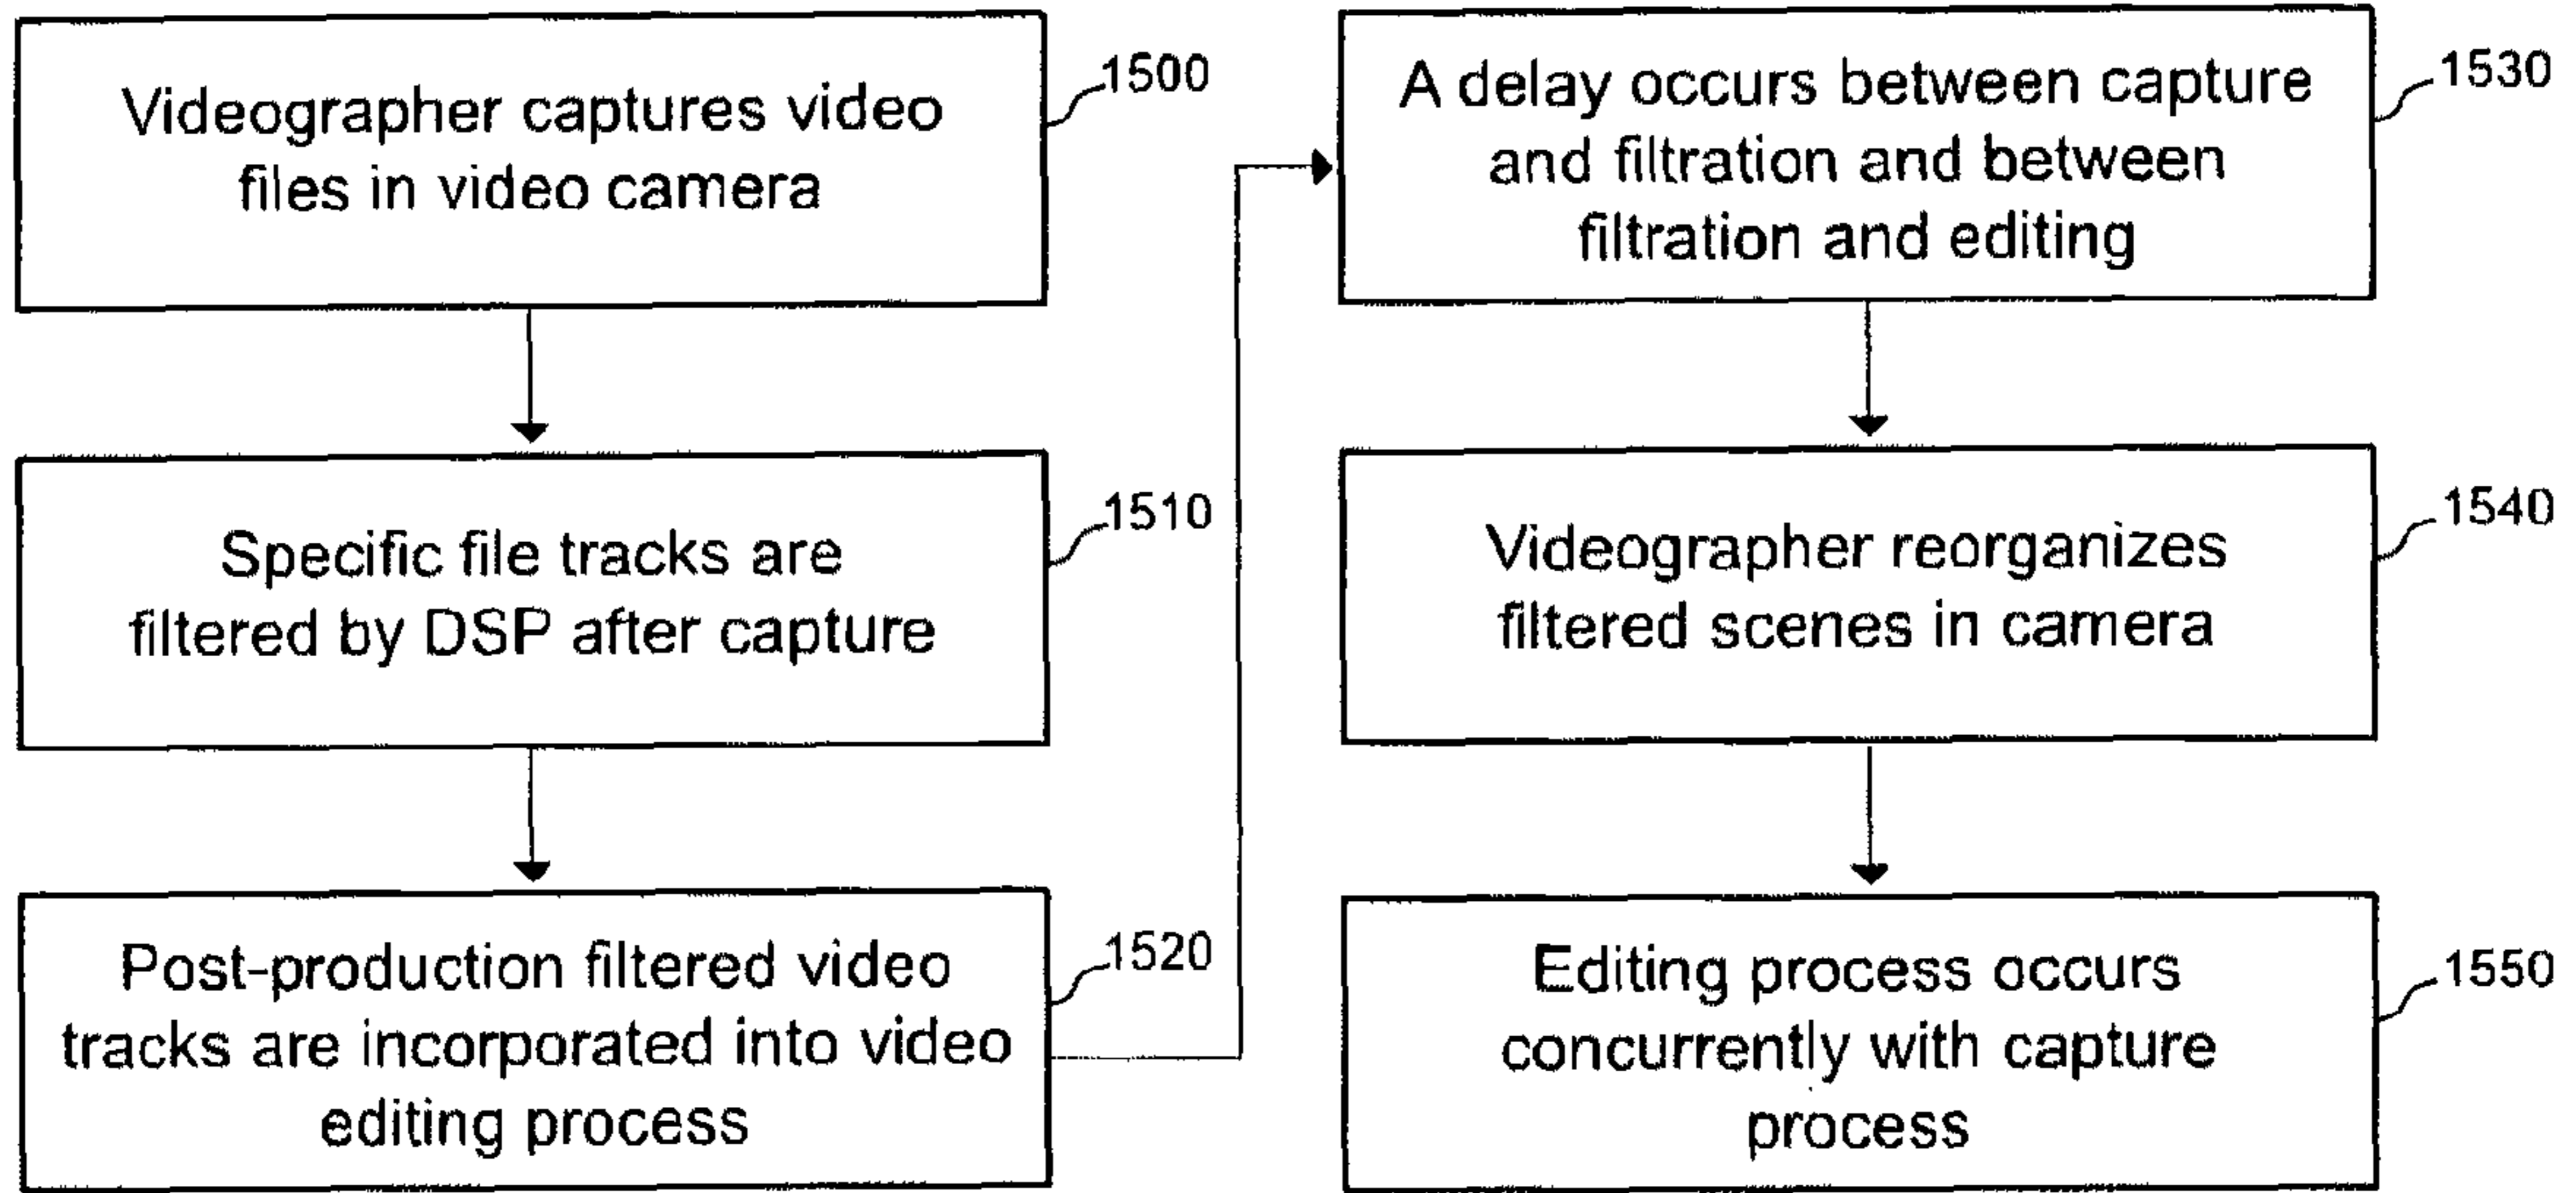 Videographer captures video
files in video camera
1500
Specific file tracks are
filtered by DSP after capture
1510
Post-production filtered video
tracks are incorporated into video
editing process
1520
A delay occurs between capture
and filtration and between
filtration and editing
1530
Videographer reorganizes
filtered scenes in camera
1540
Editing process occurs
concurrently with capture
process
1550